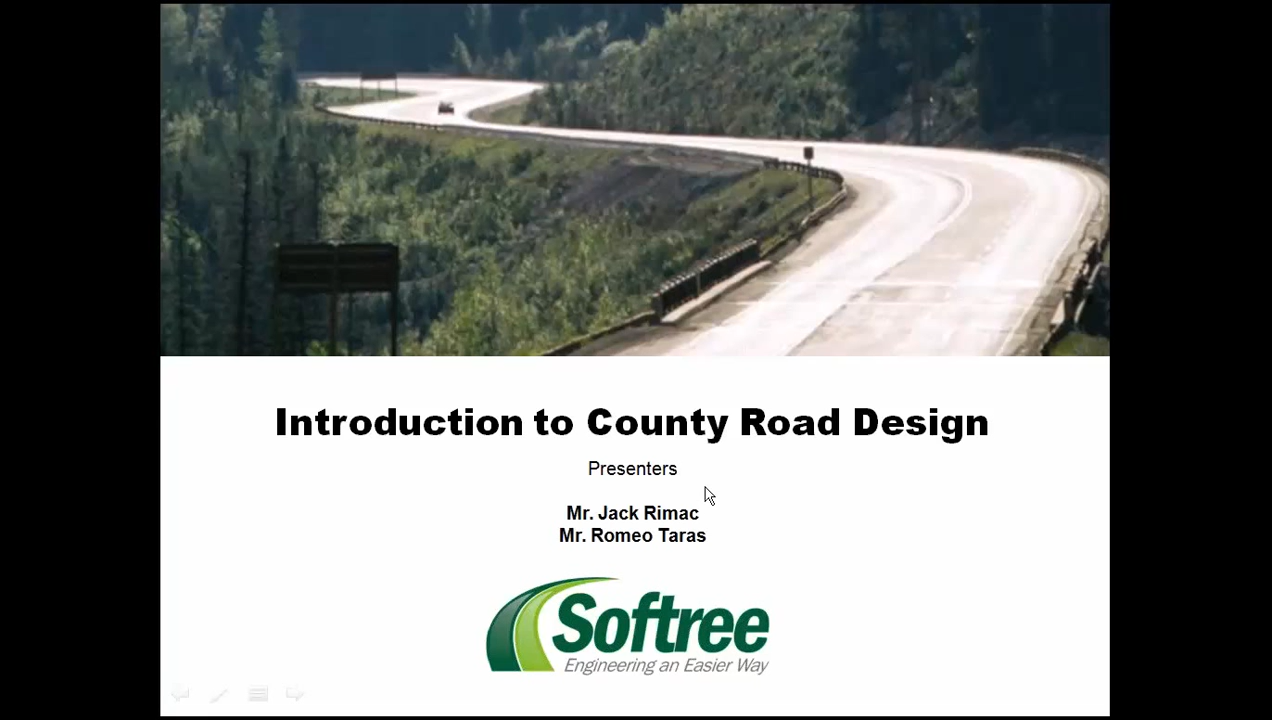 Introduction to County Road Design
Presenters
Mr. Jack Rimac
Mr. Romeo Taras
Softree
Engineering an Easier Way